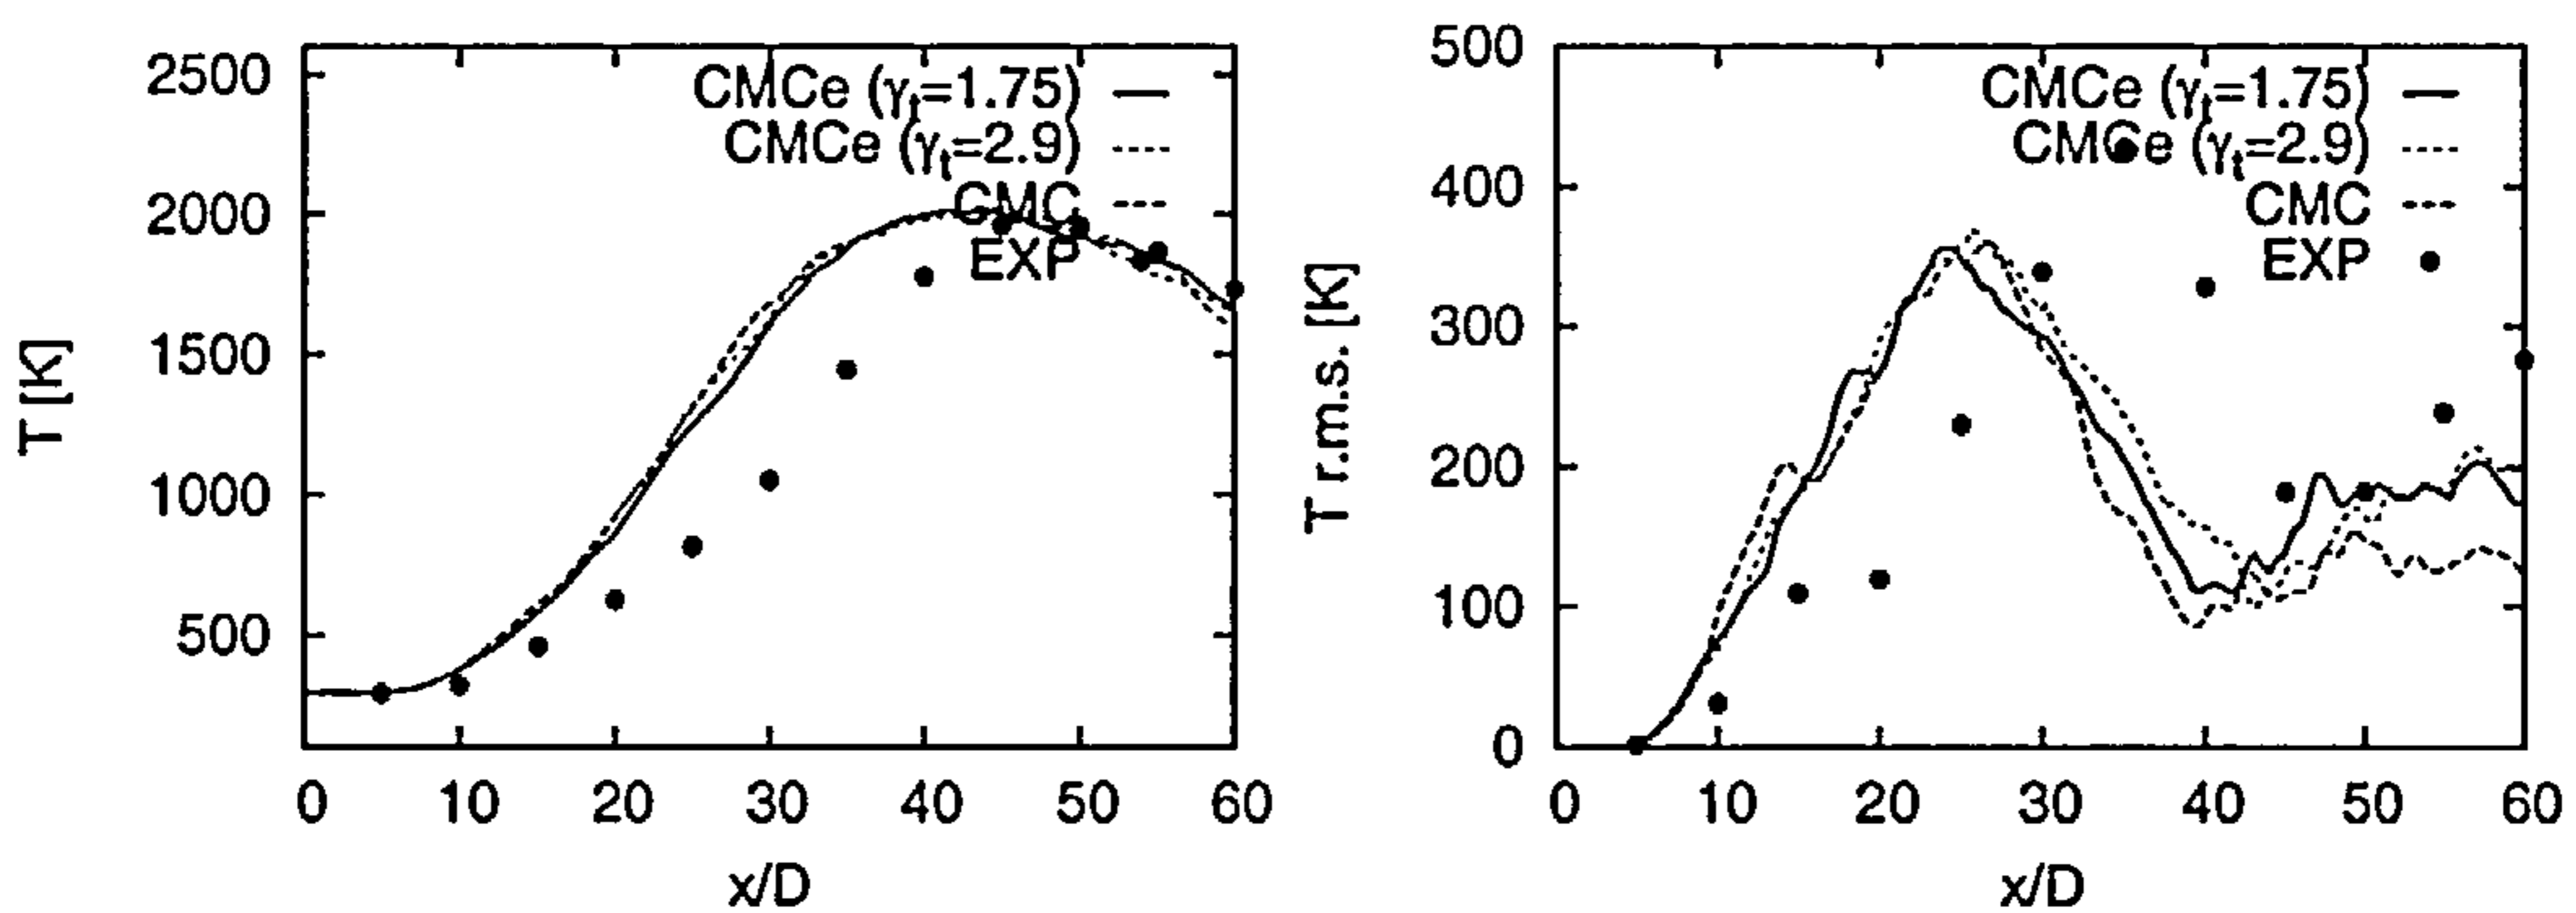 2500
2000
1500
1000
500
T [K]
0 10 20 30 40 50 60
x/D
CMCe (γt=1.75)
CMCe (γt=2.9)
CMC
EXP
500
400
300
200
100
0
T r.m.s. [K]
0 10 20 30 40 50 60
x/D
CMCe (γt=1.75)
CMCe (γt=2.9)
CMC
EXP